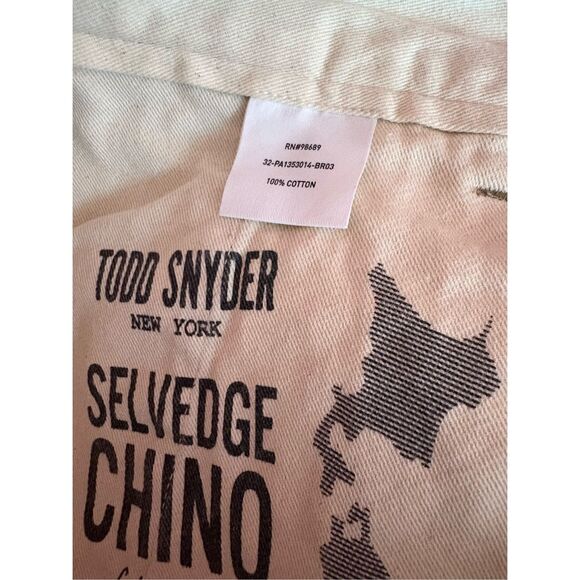 RN#98689
32-PA1353014-BR03
100% COTTON
TODD SNYDER
NEW YORK
SELVEDGE
CHINO